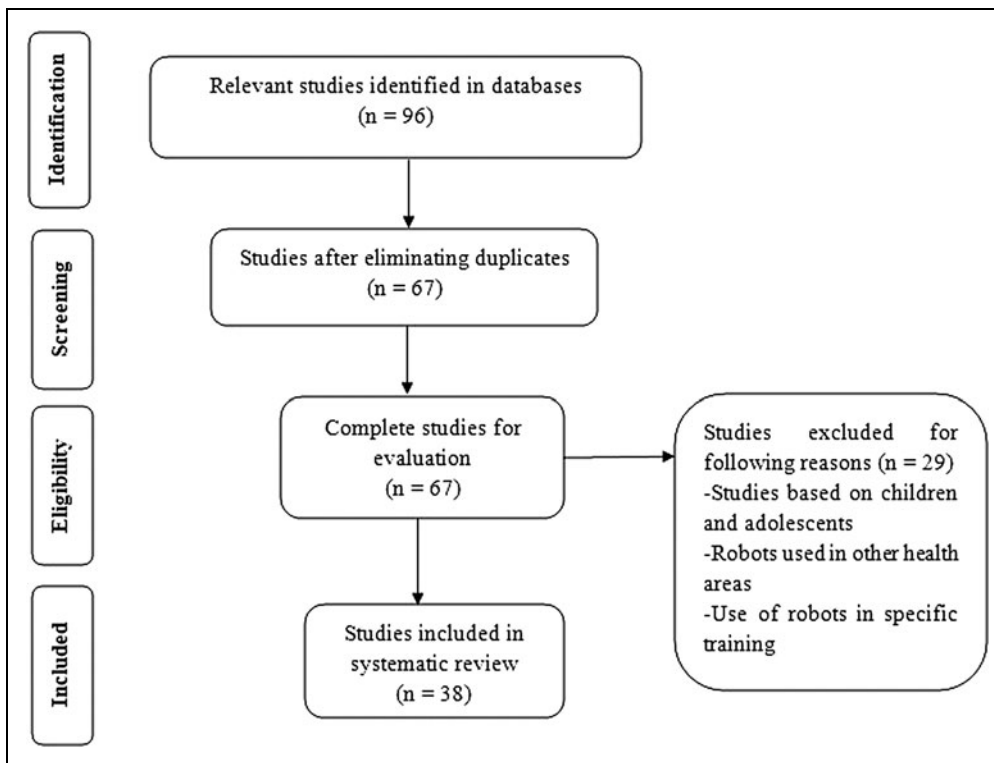 Identification
Relevant studies identified in databases
(n = 96)
Screening
Studies after eliminating duplicates
(n = 67)
Eligibility
Complete studies for
evaluation
(n = 67)
Studies excluded for
following reasons (n = 29)
-Studies based on children
and adolescents
-Robots used in other health
areas
-Use of robots in specific
training
Included
Studies included in
systematic review
(n = 38)